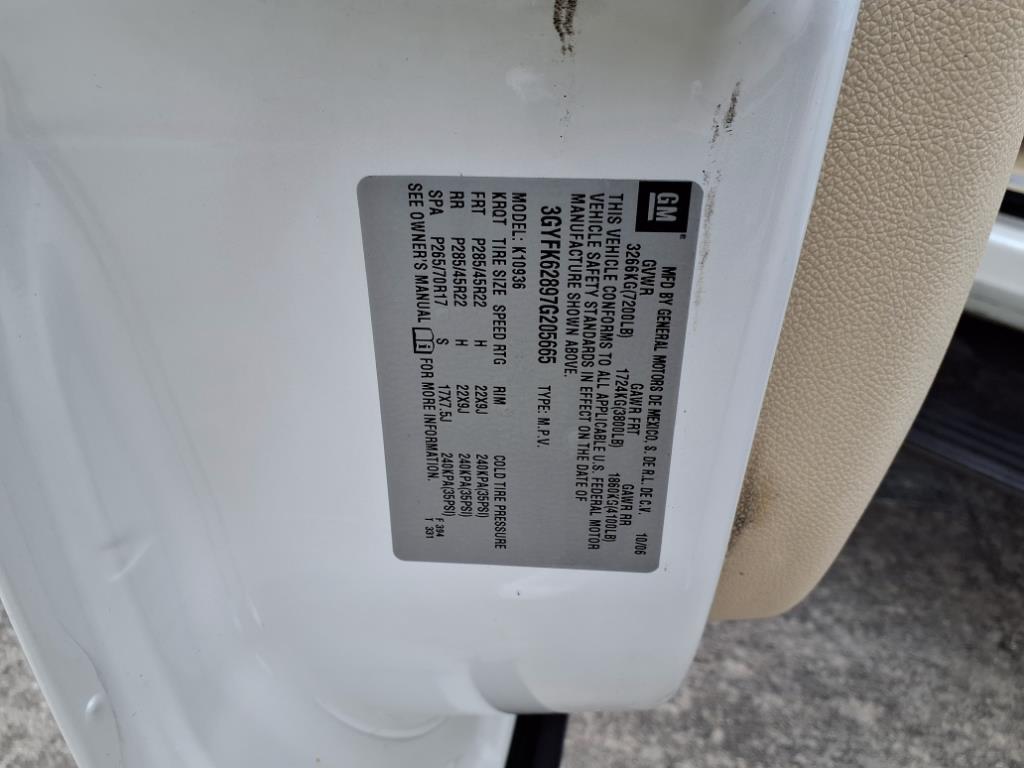 GM®
MFD BY GENERAL MOTORS DE MEXICO, S. DE R.L. DE C.V. 10/06
GVWR GAWR FRT GAWR RR
3266KG(7200LB) 1724KG(3800LB) 1860KG(4100LB)
THIS VEHICLE CONFORMS TO ALL APPLICABLE U.S. FEDERAL MOTOR
VEHICLE SAFETY STANDARDS IN EFFECT ON THE DATE OF
MANUFACTURE SHOWN ABOVE.
3GYFK62897G205665 TYPE: M.P.V.
MODEL: K10936
KRQT TIRE SIZE SPEED RTG RIM COLD TIRE PRESSURE
FRT P285/45R22 H 22X9J 240KPA(35PSI)
RR P285/45R22 H 22X9J 240KPA(35PSI)
SPA P265/70R17 S 17X7.5J 240KPA(35PSI)
SEE OWNER'S MANUAL FOR MORE INFORMATION.
F 394
T 331